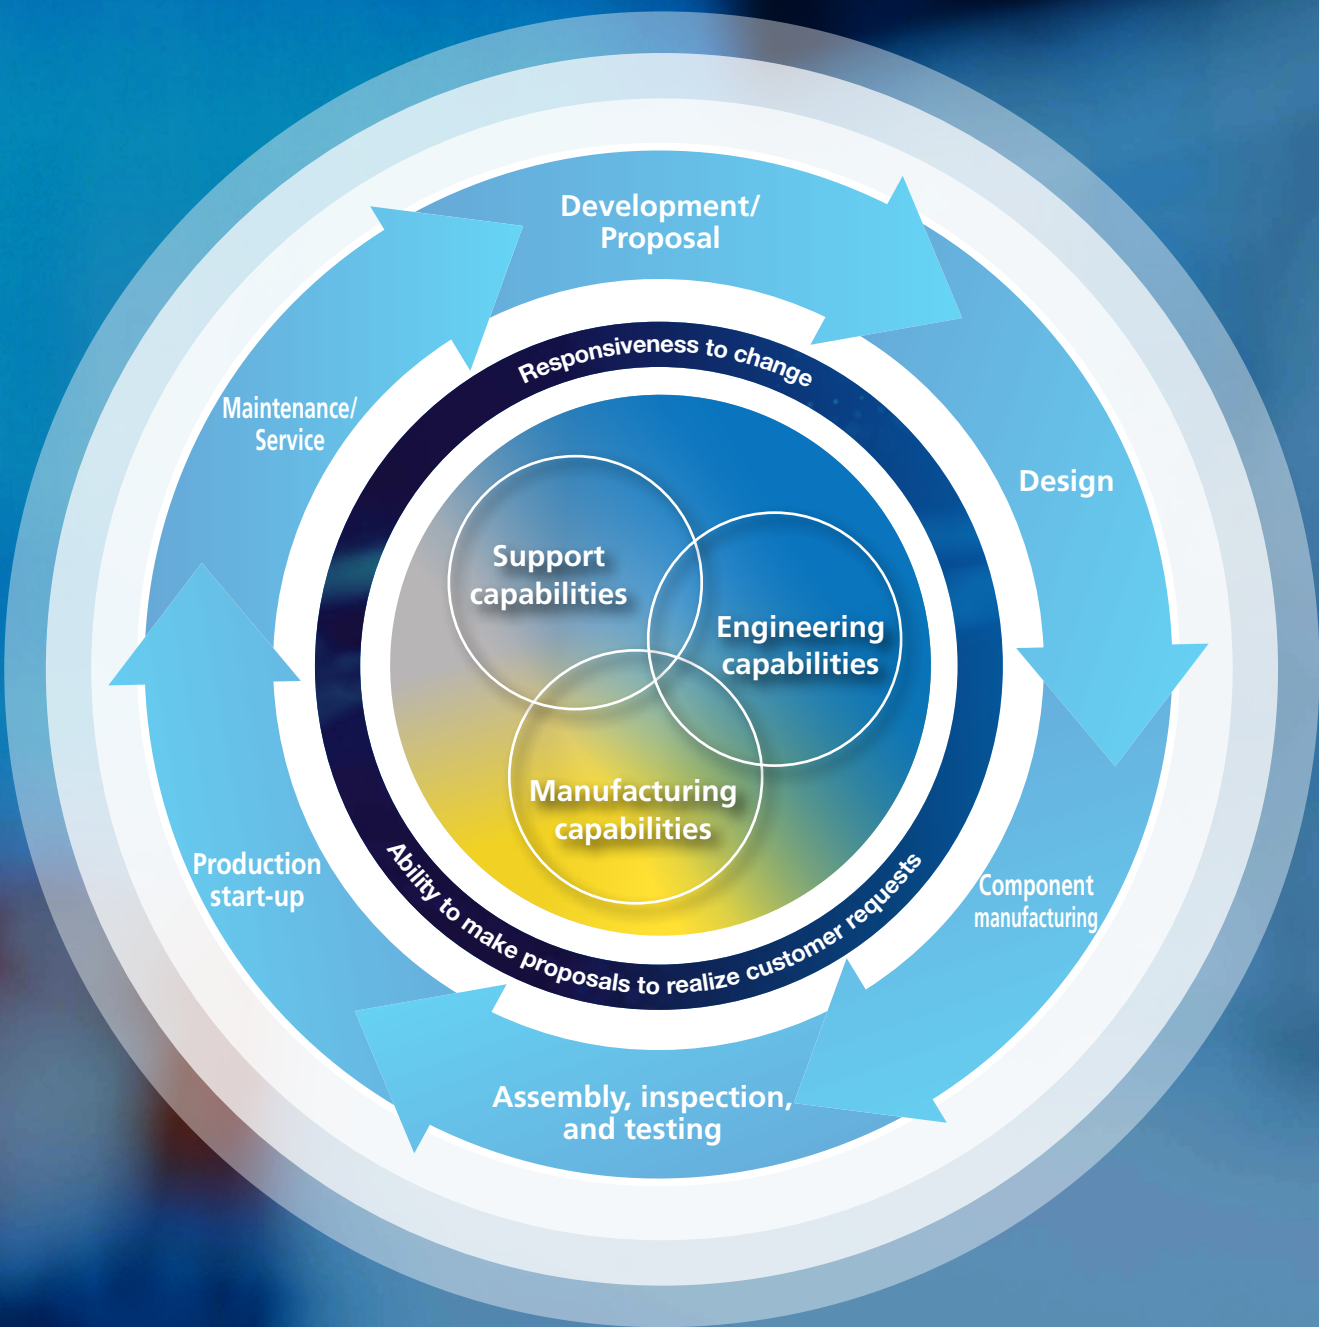 Development/
Proposal
Design
Component
manufacturing
Assembly, inspection,
and testing
Production
start-up
Maintenance/
Service
Responsiveness to change
Ability to make proposals to realize customer requests
Support
capabilities
Engineering
capabilities
Manufacturing
capabilities